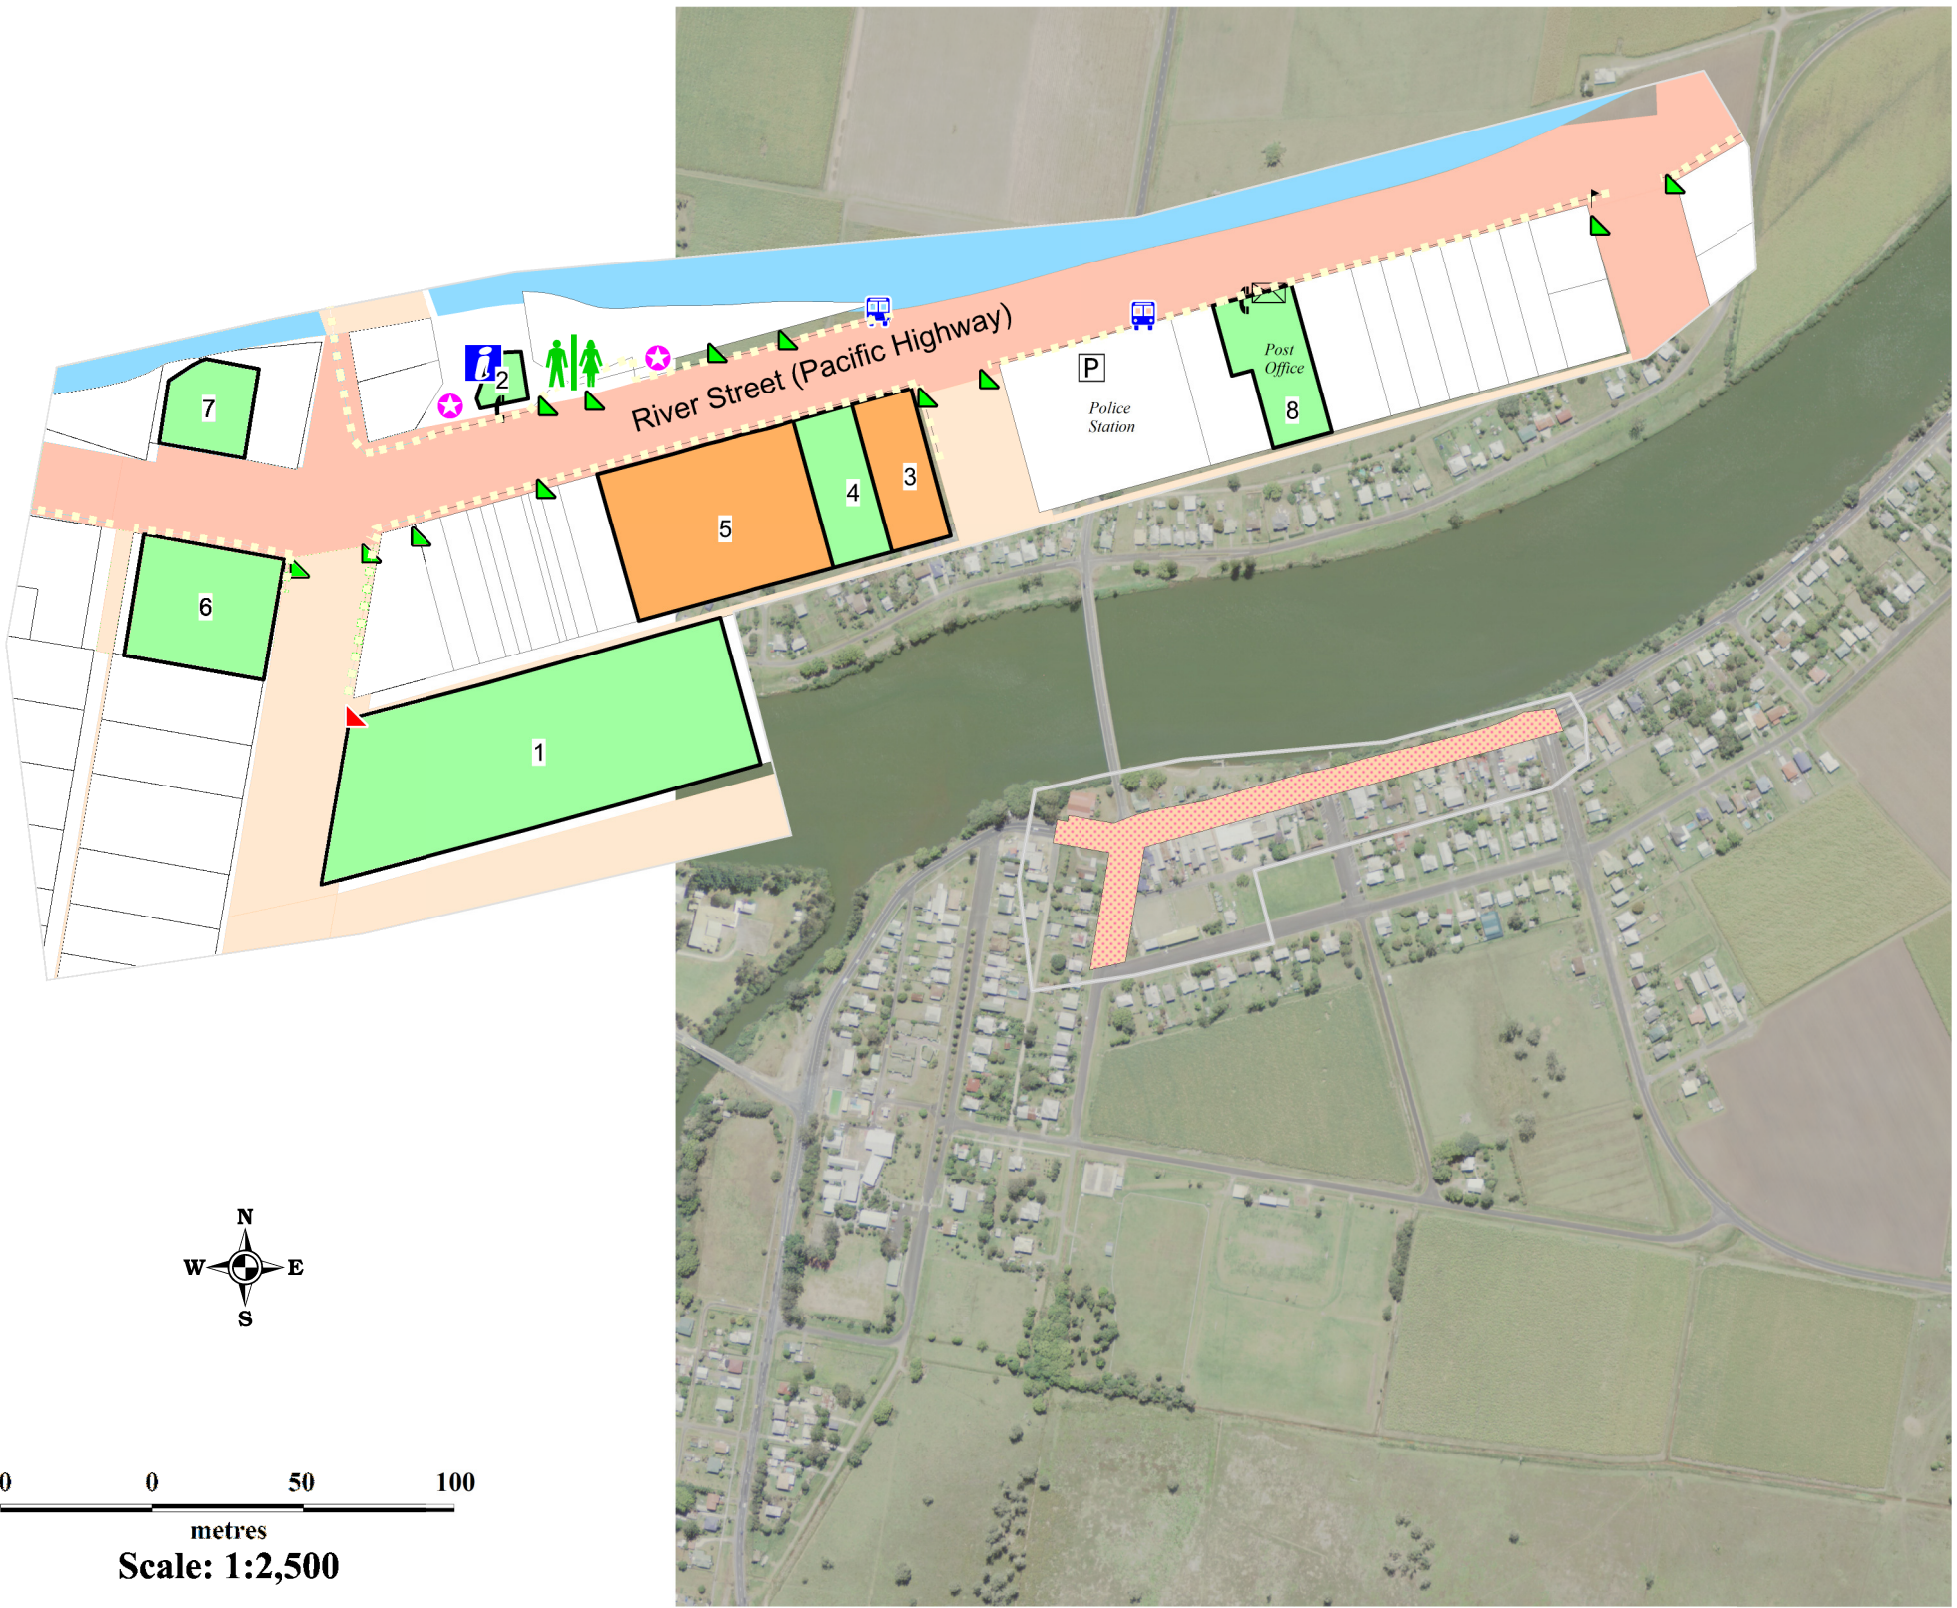 7
2
River Street (Pacific Highway)
P
Police
Station
Post
Office
8
3
4
5
6
1
N
W
E
S
0
0
50
100
metres
Scale: 1:2,500